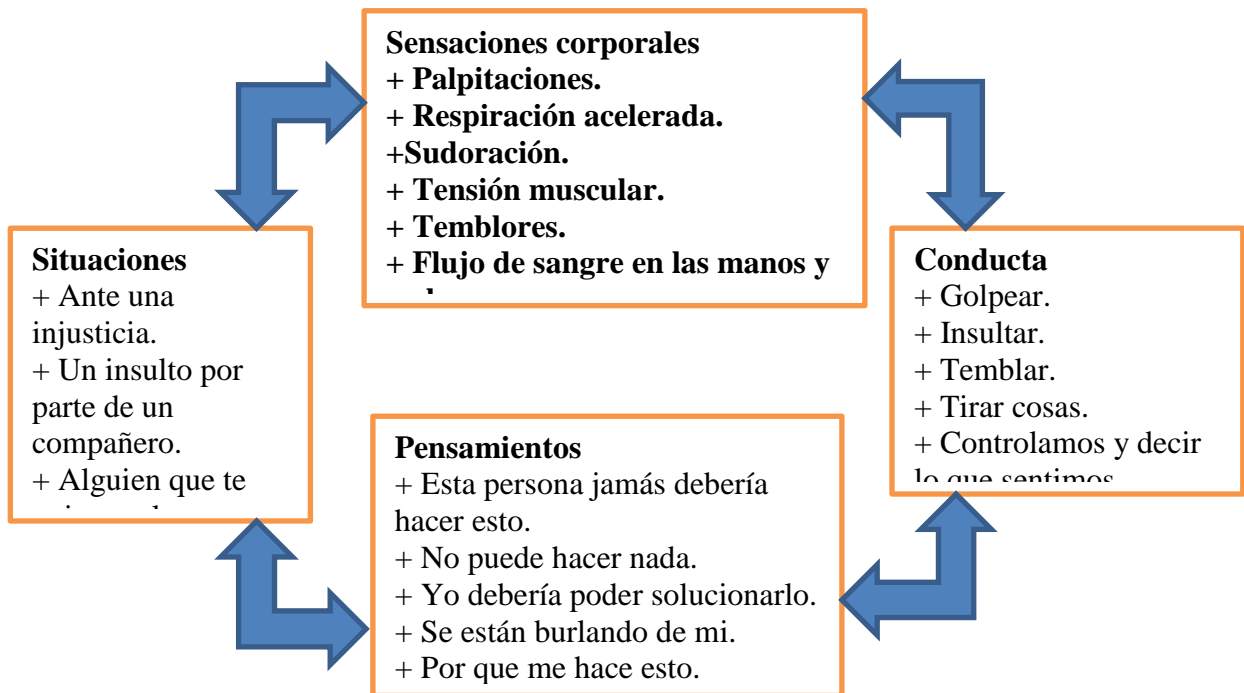 Sensaciones corporales
+ Palpitaciones.
+ Respiración acelerada.
+Sudoración.
+ Tensión muscular.
+ Temblores.
+ Flujo de sangre en las manos y
Situaciones
+ Ante una
injusticia.
+ Un insulto por
parte de un
compañero.
+ Alguien que te
Conducta
+ Golpear.
+ Insultar.
+ Temblar.
+ Tirar cosas.
+ Controlamos y decir
lo que sentimos
Pensamientos
+ Esta persona jamás debería
hacer esto.
+ No puede hacer nada.
+ Yo debería poder solucionarlo.
+ Se están burlando de mi.
+ Por que me hace esto.